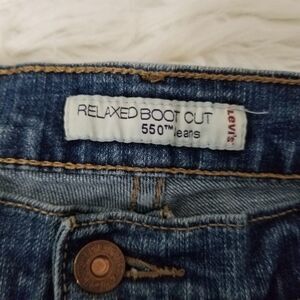 RELAXED BOOT CUT
550™ Jeans
Levi's